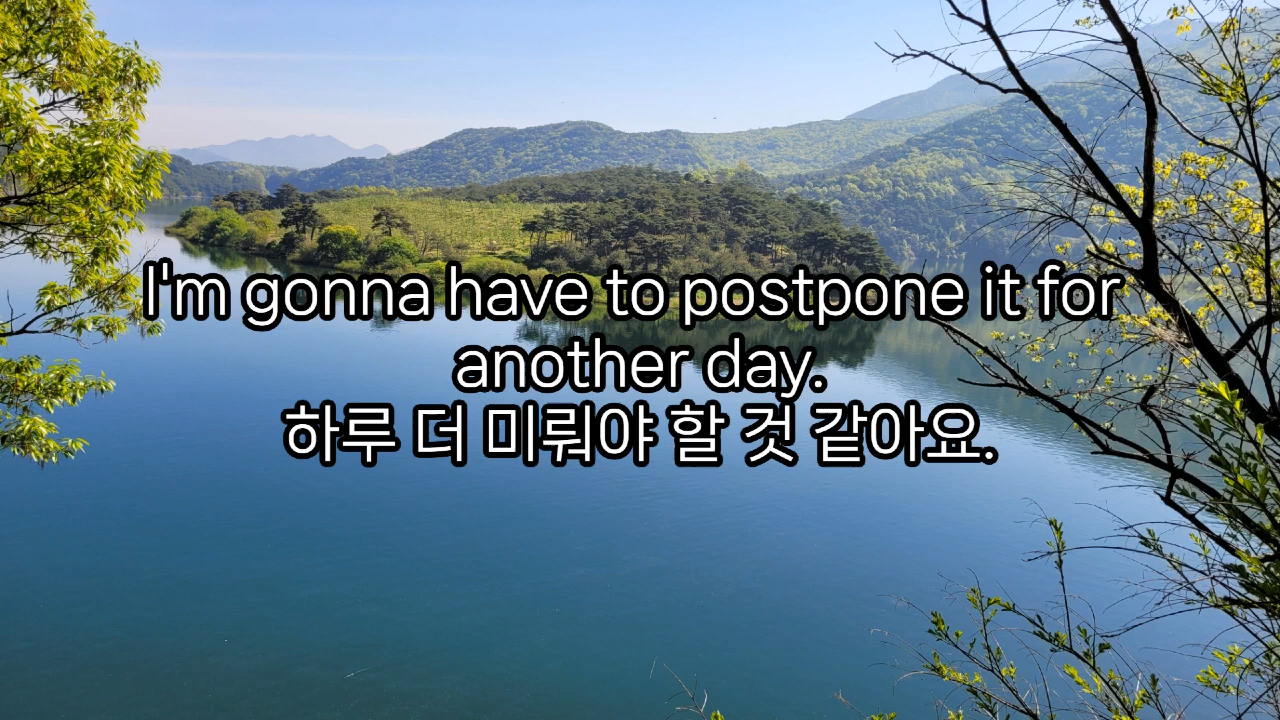 I'm gonna have to postpone it for
another day.
하루 더 미뤄야 할 것 같아요.